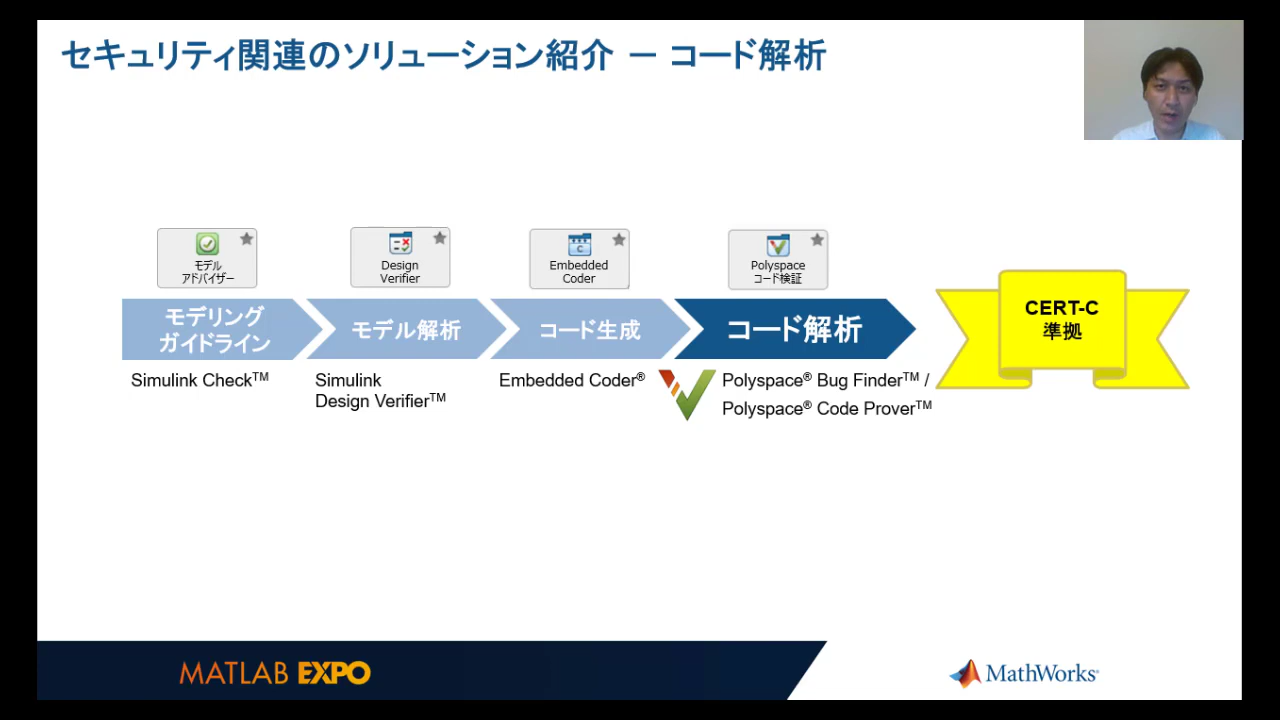 セキュリティ関連のソリューション紹介 － コード解析
モデル
アドバイザー
Design
Verifier
Embedded
Coder
Polyspace
コード検証
モデリング
ガイドライン
モデル解析
コード生成
コード解析
CERT-C
準拠
Simulink Check™
Simulink
Design Verifier™
Embedded Coder®
Polyspace® Bug Finder™ /
Polyspace® Code Prover™
MATLAB EXPO
MathWorks®